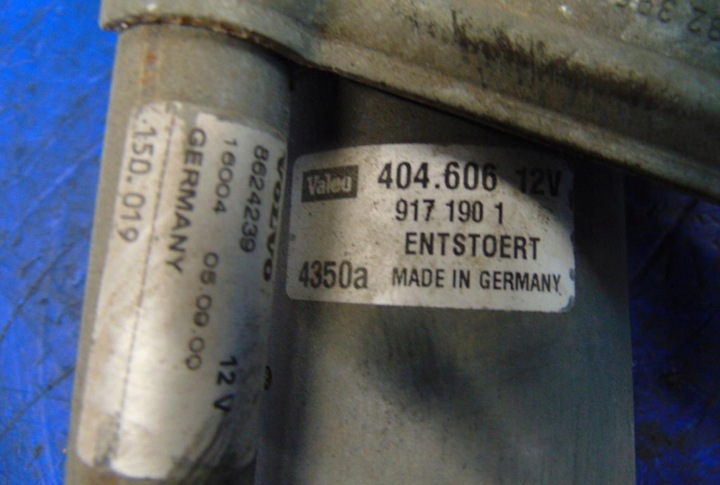 VOLVO
8624239 12V
16004 05.09.00
GERMANY
.150.019
Valeo 404.606 12V
917 190 1
ENTSTOERT
4350a MADE IN GERMANY